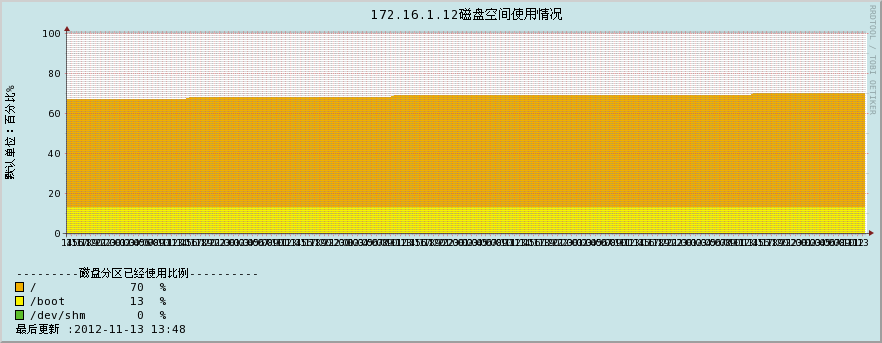 172.16.1.12磁盘空间使用情况
RRDTOOL / TOBI OETIKER
默认单位：百分比%
100
80
60
40
20
0
---------磁盘分区已经使用比例----------
/ 70 %
/boot 13 %
/dev/shm 0 %
最后更新 :2012-11-13 13:48